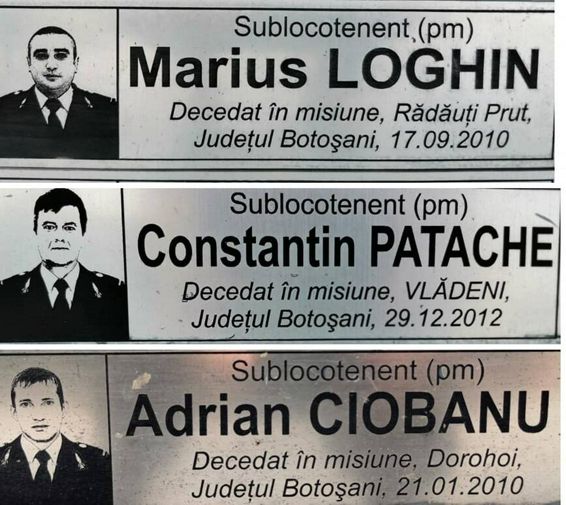 Sublocotenent (pm)
Marius LOGHIN
Decedat în misiune, Rădăuți Prut,
Județul Botoșani, 17.09.2010
Sublocotenent (pm)
Constantin PATACHE
Decedat în misiune, VLĂDENI,
Județul Botoșani, 29.12.2012
Sublocotenent (pm)
Adrian CIOBANU
Decedat în misiune, Dorohoi,
Județul Botoșani, 21.01.2010